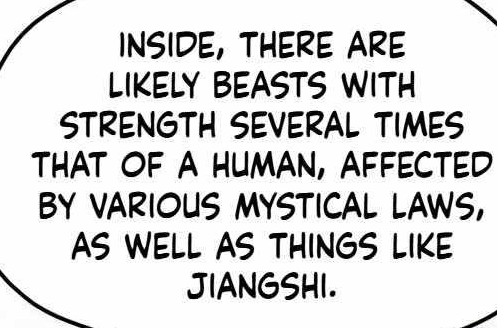 INSIDE, THERE ARE
LIKELY BEASTS WITH
STRENGTH SEVERAL TIMES
THAT OF A HUMAN, AFFECTED
BY VARIOUS MYSTICAL LAWS,
AS WELL AS THINGS LIKE
JIANGSHI.